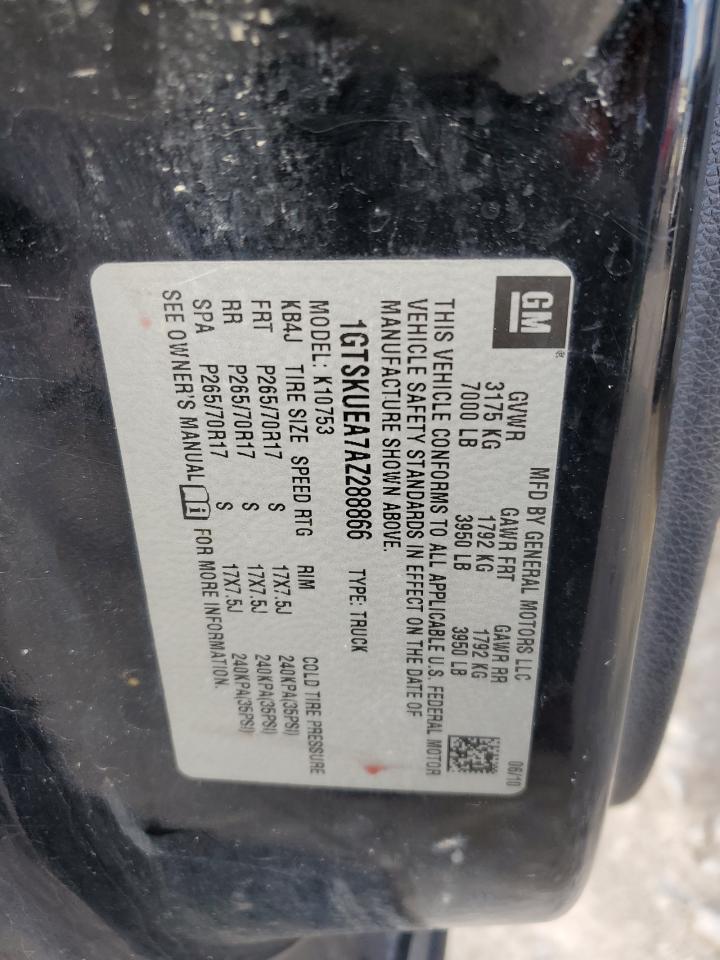 GM
MFD BY GENERAL MOTORS LLC 06/10
GVWR GAWR FRT GAWR RR
3175 KG 1792 KG 1792 KG
7000 LB 3950 LB 3950 LB
THIS VEHICLE CONFORMS TO ALL APPLICABLE U.S. FEDERAL MOTOR
VEHICLE SAFETY STANDARDS IN EFFECT ON THE DATE OF
MANUFACTURE SHOWN ABOVE.
1GTSKUEA7AZ288866 TYPE: TRUCK
MODEL: K10753
KB4J TIRE SIZE SPEED RTG RIM COLD TIRE PRESSURE
FRT P265/70R17 S 17X7.5J 240KPA(35PSI)
RR P265/70R17 S 17X7.5J 240KPA(35PSI)
SPA P265/70R17 S 17X7.5J 240KPA(35PSI)
SEE OWNER'S MANUAL FOR MORE INFORMATION.